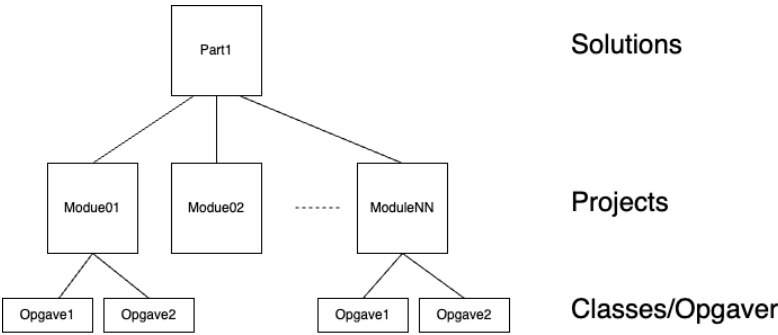 Part1
Solutions
Modue01
Modue02
ModuleNN
Projects
Opgave1
Opgave2
Opgave1
Opgave2
Classes/Opgaver